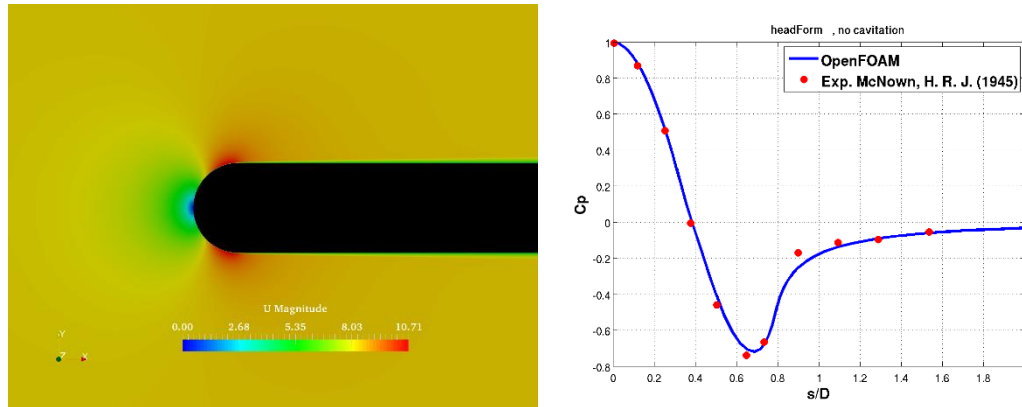 U Magnitude
0.00 2.68 5.35 8.03 10.71
Y
Z X
headForm , no cavitation
OpenFOAM
Exp. McNown, H. R. J. (1945)
1
0.8
0.6
0.4
0.2
0
-0.2
-0.4
-0.6
-0.8
Cp
0 0.2 0.4 0.6 0.8 1 1.2 1.4 1.6 1.8
s/D